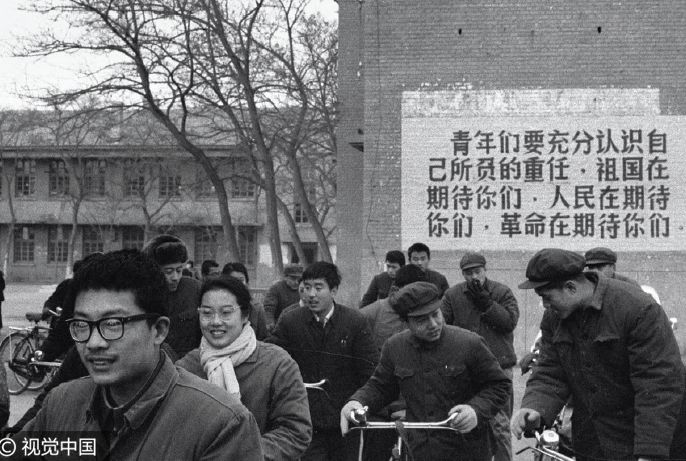 青年们要充分认识自
己所负的重任，祖国在
期待你们，人民在期待
你们，革命在期待你们。
© 视觉中国